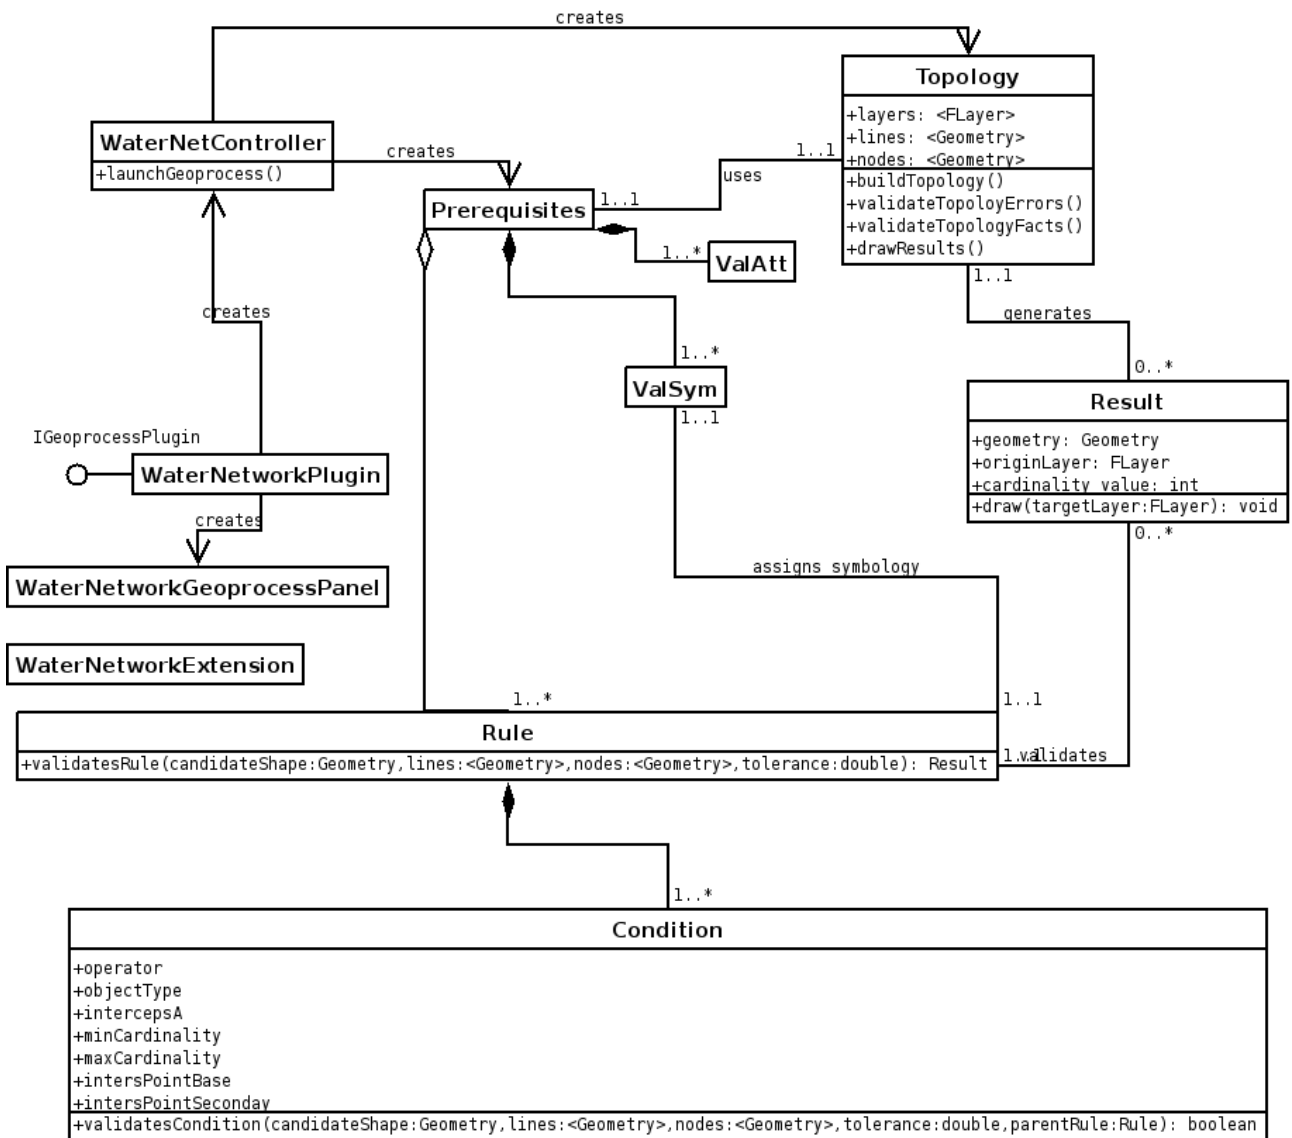 creates
Topology
+layers: <FLayer>
+lines: <Geometry>
+nodes: <Geometry>
+buildTopology()
+validateTopoloyErrors()
+validateTopologyFacts()
+drawResults()
WaterNetController
+launchGeoprocess()
creates
1..1
uses
1..1
Prerequisites
1..*
ValAtt
1..1
generates
0..*
creates
1..*
ValSym
1..1
Result
+geometry: Geometry
+originLayer: FLayer
+cardinality value: int
+draw(targetLayer:FLayer): void
0..*
IGeoprocessPlugin
WaterNetworkPlugin
creates
WaterNetworkGeoprocessPanel
assigns symbology
WaterNetworkExtension
1..*
1..1
Rule
+validatesRule(candidateShape:Geometry,lines:<Geometry>,nodes:<Geometry>,tolerance:double): Result
1..1
validates
1..*
Condition
+operator
+objectType
+intercepsA
+minCardinality
+maxCardinality
+intersPointBase
+intersPointSeconday
+validatesCondition(candidateShape:Geometry,lines:<Geometry>,nodes:<Geometry>,tolerance:double,parentRule:Rule): boolean